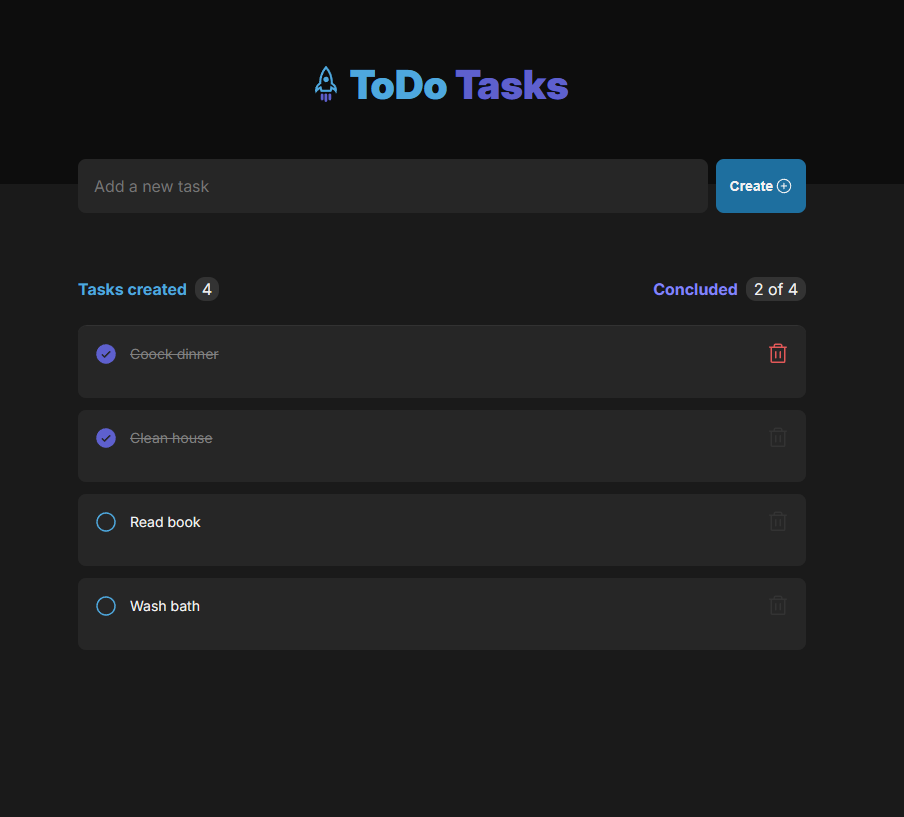 ToDo Tasks
Add a new task
Create
Tasks created 4
Concluded 2 of 4
Coock dinner
Clean house
Read book
Wash bath